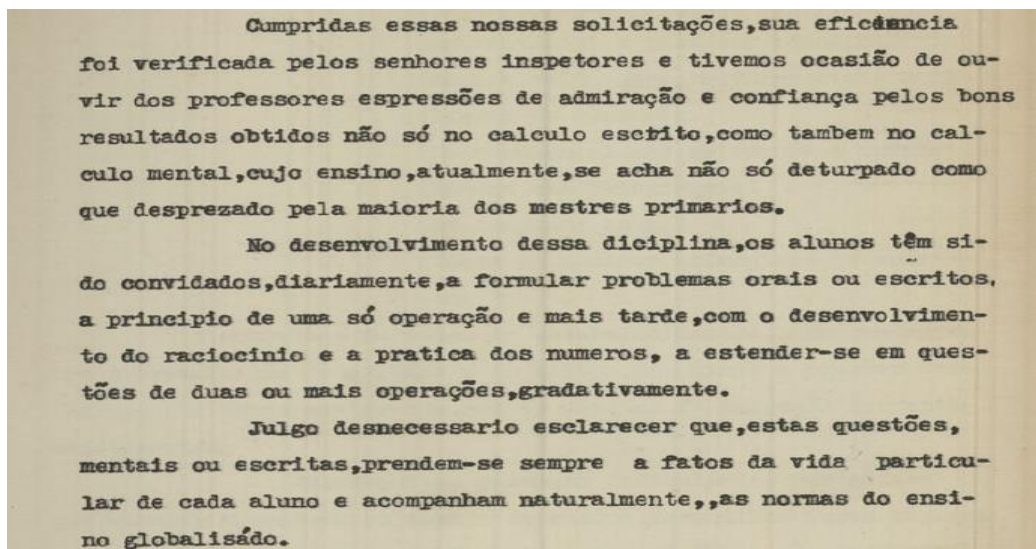 Cumpridas essas nossas solicitações,sua eficiencia
foi verificada pelos senhores inspetores e tivemos ocasião de ou-
vir dos professores espressões de admiração e confiança pelos bons
resultados obtidos não só no calculo escrito,como tambem no cal-
culo mental,cujo ensino,atualmente,se acha não só deturpado como
que desprezado pela maioria dos mestres primarios.
No desenvolvimento dessa diciplina,os alunos têm si-
do convidados,diariamente,a formular problemas orais ou escritos,
a principio de uma só operação e mais tarde,com o desenvolvimen-
to do raciocinio e a pratica dos numeros, a estender-se em ques-
tões de duas ou mais operações,gradativamente.
Julgo desnecessario esclarecer que,estas questões,
mentais ou escritas,prendem-se sempre a fatos da vida particu-
lar de cada aluno e acompanham naturalmente,,as normas do ensi-
no globalisádo.